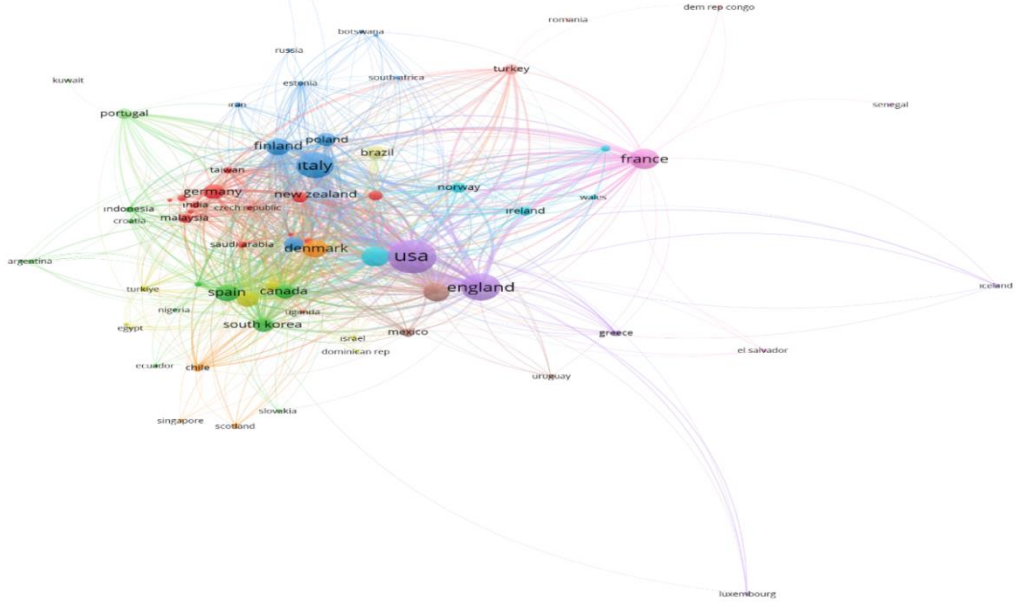 dem rep congo
romania
botswana
russia
turkey
south africa
kuwait
estonia
iran
senegal
portugal
poland
finland
brazil
italy
france
taiwan
norway
germany
new zealand
wales
india
czech republic
indonesia
ireland
malaysia
croatia
saudi arabia
denmark
usa
argentina
iceland
turkiye
spain
canada
england
nigeria
uganda
south korea
egypt
mexico
greece
israel
dominican rep
el salvador
ecuador
chile
uruguay
slovakia
singapore
scotland
luxembourg